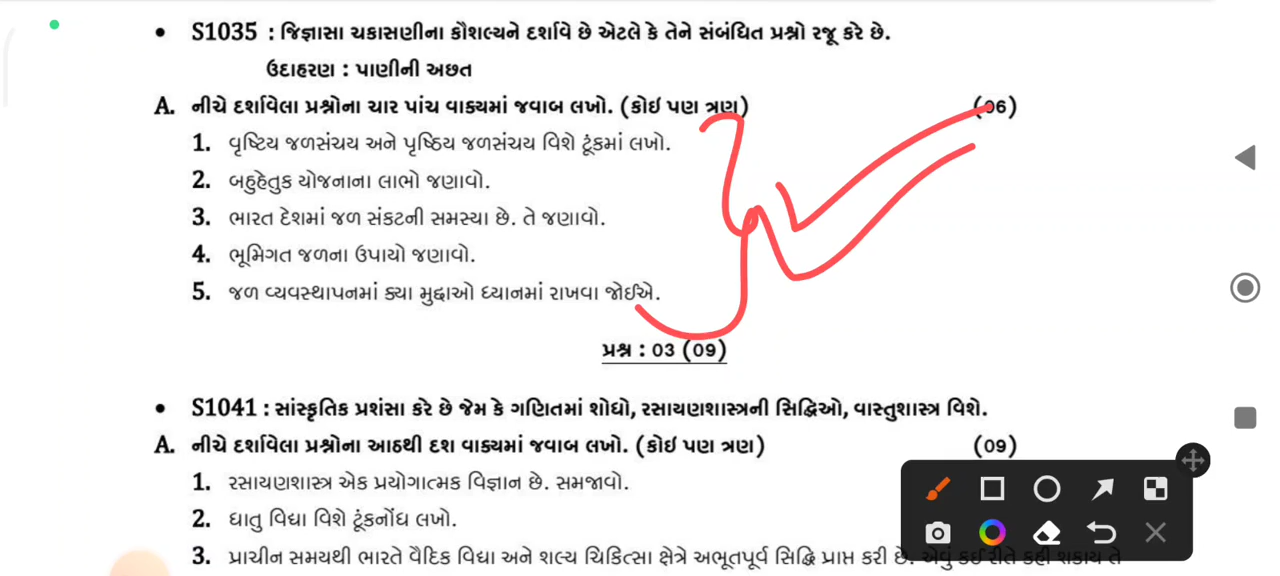 • S1035 : જિજ્ઞાસા ચકાસણીના કૌશલ્યને દર્શાવે છે એટલે કે તેને સંબંધિત પ્રશ્નો રજૂ કરે છે.
ઉદાહરણ : પાણીની અછત
A. નીચે દર્શાવેલા પ્રશ્નોના ચાર પાંચ વાક્યમાં જવાબ લખો. (કોઇ પણ ત્રણ) (06)
1. વૃષ્ટિય જળસંચય અને પૃષ્ઠિય જળસંચય વિશે ટૂંકમાં લખો.
2. બહુહેતુક યોજનાના લાભો જણાવો.
3. ભારત દેશમાં જળ સંકટની સમસ્યા છે. તે જણાવો.
4. ભૂમિગત જળના ઉપાયો જણાવો.
5. જળ વ્યવસ્થાપનમાં ક્યા મુદ્દાઓ ધ્યાનમાં રાખવા જોઈએ.
પ્રશ્ન : 03 (09)
• S1041 : સાંસ્કૃતિક પ્રશંસા કરે છે જેમ કે ગણિતમાં શોધો, રસાયણશાસ્ત્રની સિદ્ધિઓ, વાસ્તુશાસ્ત્ર વિશે.
A. નીચે દર્શાવેલા પ્રશ્નોના આઠથી દશ વાક્યમાં જવાબ લખો. (કોઇ પણ ત્રણ) (09)
1. રસાયણશાસ્ત્ર એક પ્રયોગાત્મક વિજ્ઞાન છે. સમજાવો.
2. ધાતુ વિદ્યા વિશે ટૂંકનોંધ લખો.
3. પ્રાચીન સમયથી ભારતે વૈદિક વિદ્યા અને શલ્ય ચિકિત્સા ક્ષેત્રે અભૂતપૂર્વ સિદ્ધિ પ્રાપ્ત કરી છે. એવું કઈ રીતે કહી શકાય તે